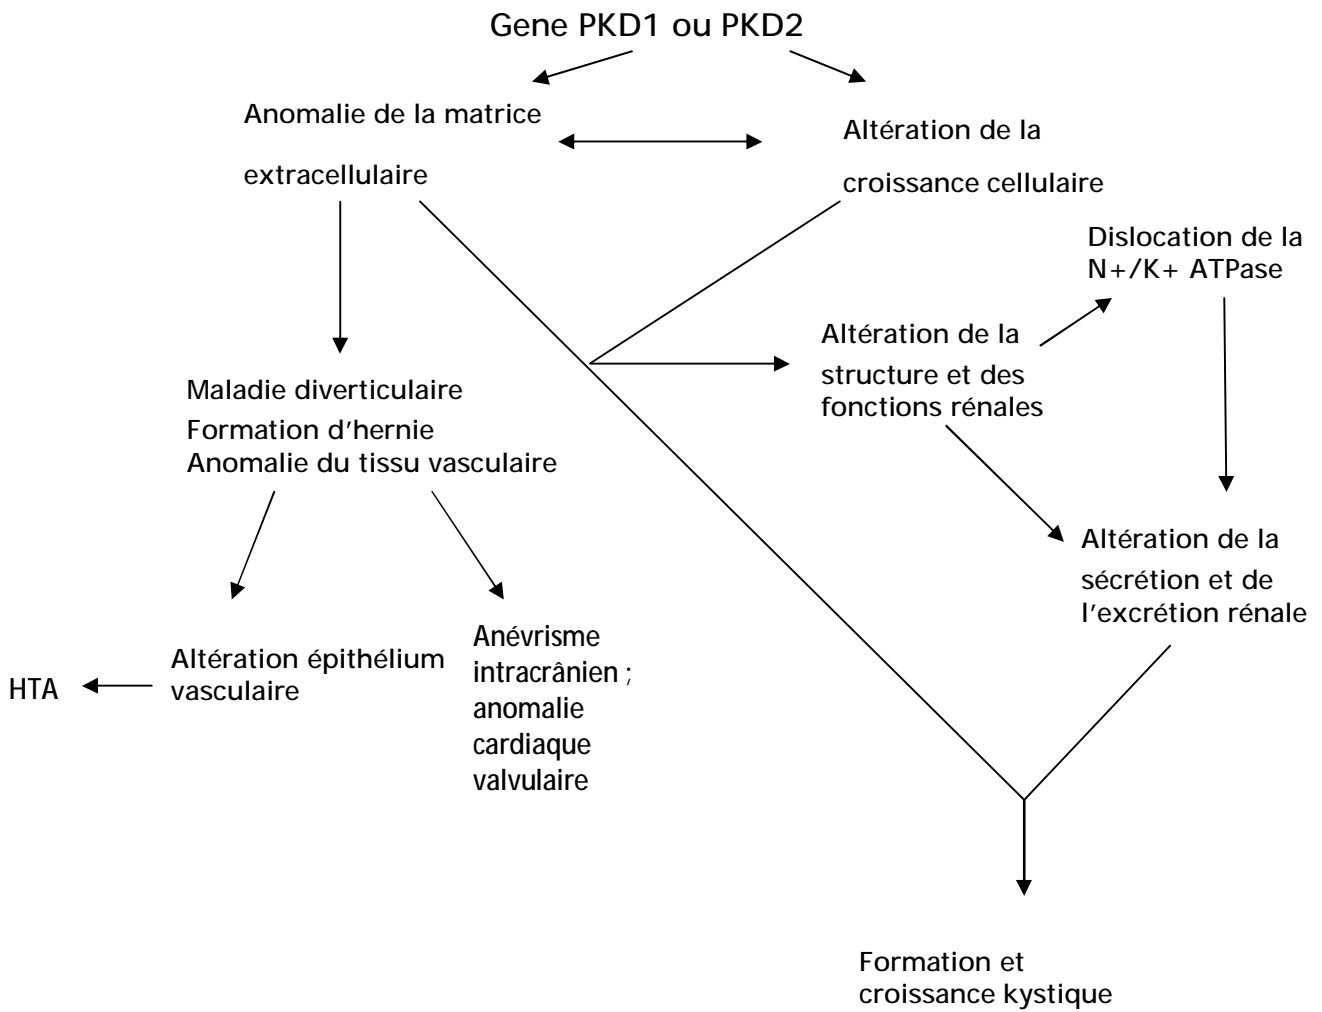 Gene PKD1 ou PKD2
Anomalie de la matrice
extracellulaire
Altération de la
croissance cellulaire
Dislocation de la
N+/K+ ATPase
Altération de la
structure et des
fonctions rénales
Maladie diverticulaire
Formation d'hernie
Anomalie du tissu vasculaire
Altération de la
sécrétion et de
l'excrétion rénale
HTA
Altération épithélium
vasculaire
Anévrisme
intracrânien ;
anomalie
cardiaque
valvulaire
Formation et
croissance kystique